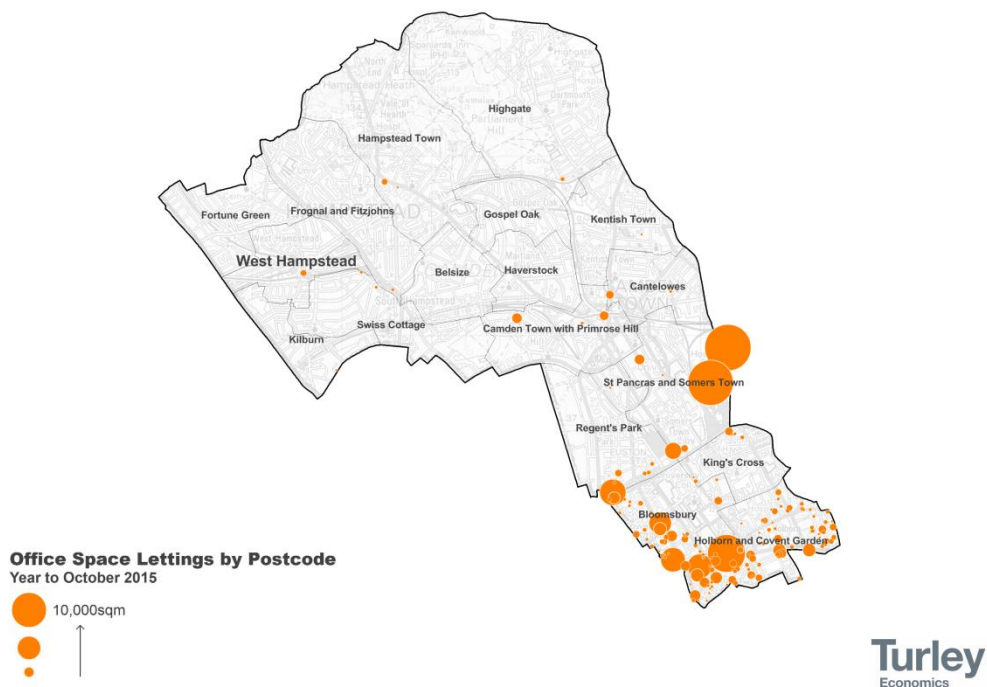 Highgate
Hampstead Town
Fortune Green
Frognal and Fitzjohns
Gospel Oak
Kentish Town
West Hampstead
Belsize
Haverstock
Cantelowes
Swiss Cottage
Camden Town with Primrose Hill
Kilburn
St Pancras and Somers Town
Regent's Park
King's Cross
Bloomsbury
Holborn and Covent Garden
Office Space Lettings by Postcode
Year to October 2015
10,000sqm
Turley
Economics